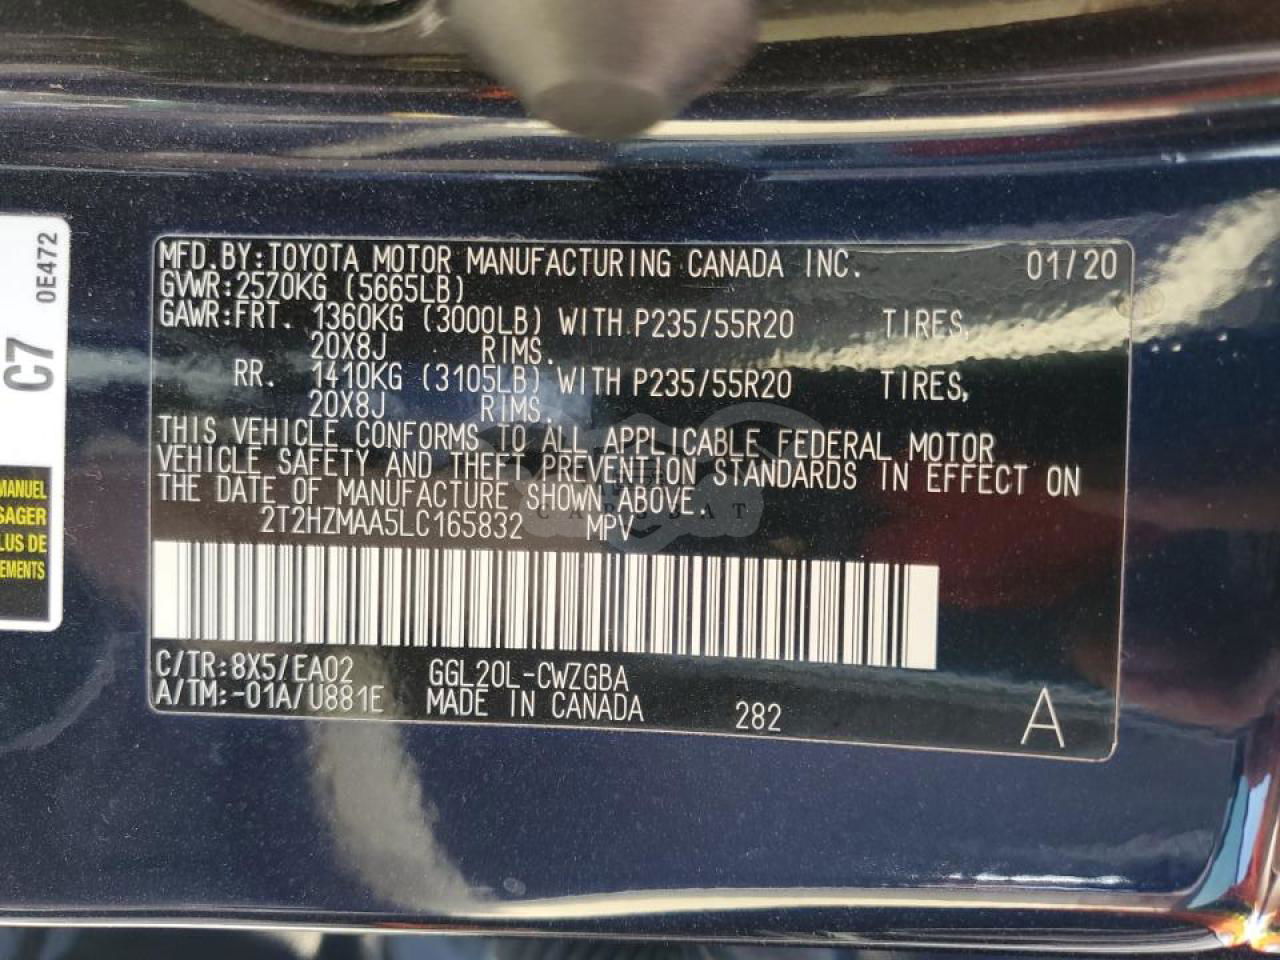 MFD.BY:TOYOTA MOTOR MANUFACTURING CANADA INC. 01/20
GVWR:2570KG (5665LB)
GAWR:FRT. 1360KG (3000LB) WITH P235/55R20 TIRES,
20X8J RIMS.
RR. 1410KG (3105LB) WITH P235/55R20 TIRES,
20X8J RIMS.
THIS VEHICLE CONFORMS TO ALL APPLICABLE FEDERAL MOTOR
VEHICLE SAFETY AND THEFT PREVENTION STANDARDS IN EFFECT ON
THE DATE OF MANUFACTURE SHOWN ABOVE.
2T2HZMAA5LC165832 MPV
C/TR:8X5/EA02 GGL20L-CWZGBA
A/TM:-01A/U881E MADE IN CANADA 282 A
C7 0E472
MANUEL
SAGER
LUS DE
EMENTS